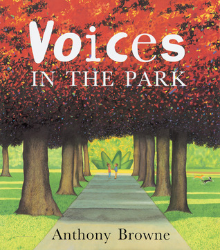 Voices
IN THE PARK
Anthony Browne